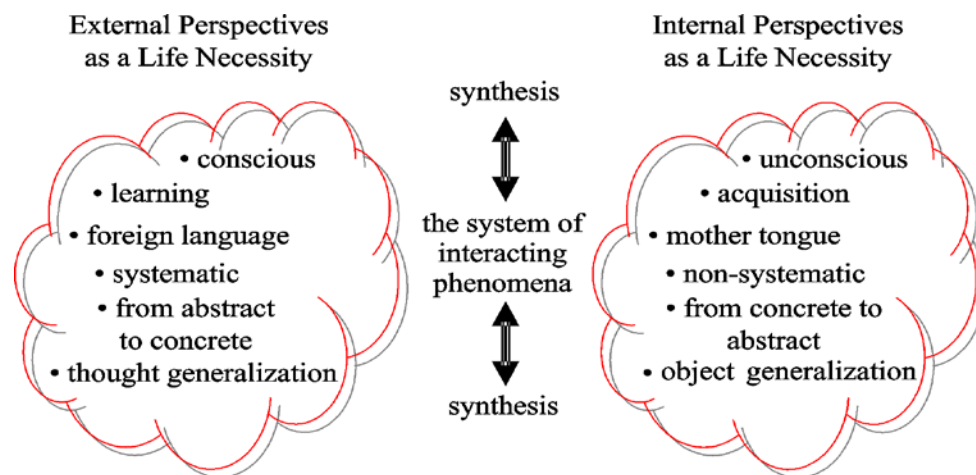 External Perspectives
as a Life Necessity
• conscious
• learning
• foreign language
• systematic
• from abstract
to concrete
• thought generalization
synthesis
the system of
interacting
phenomena
synthesis
Internal Perspectives
as a Life Necessity
• unconscious
• acquisition
• mother tongue
• non-systematic
• from concrete to
abstract
• object generalization